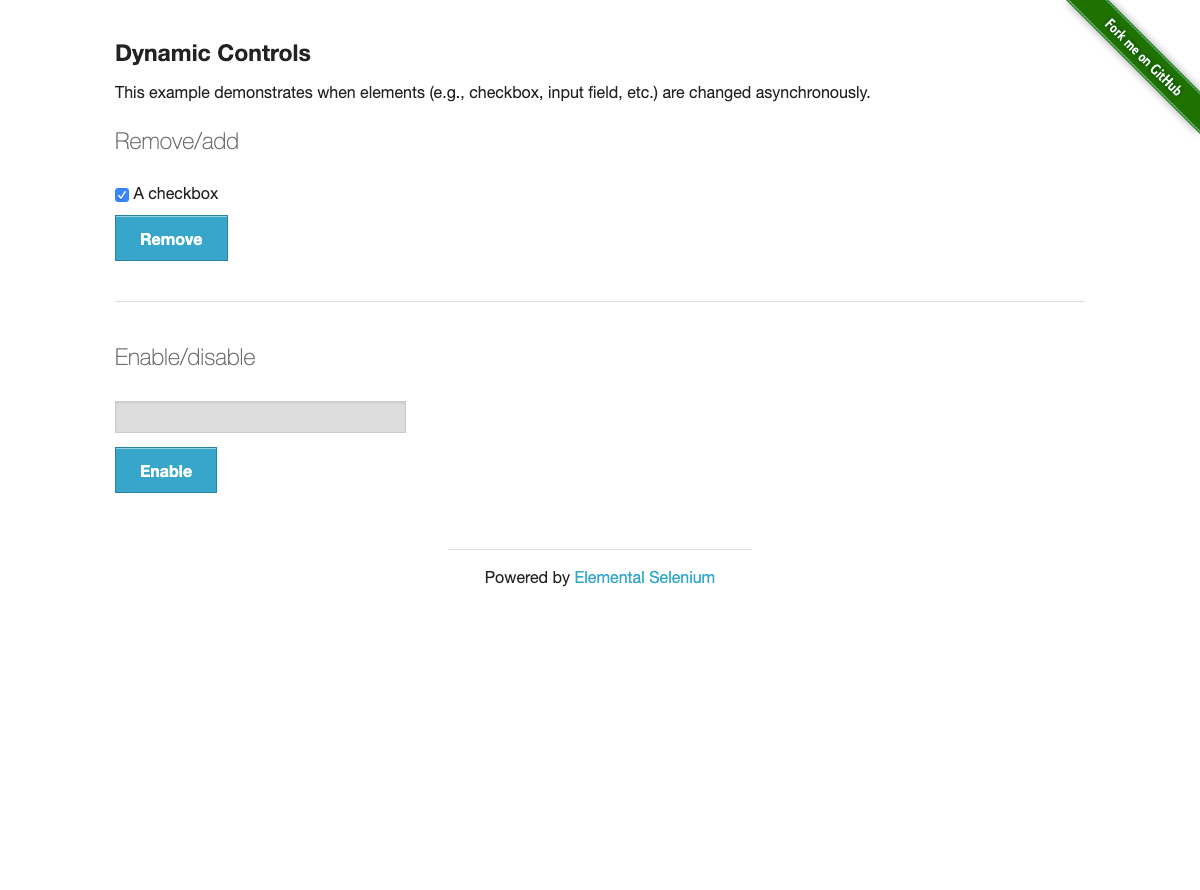 Fork me on GitHub
Dynamic Controls
This example demonstrates when elements (e.g., checkbox, input field, etc.) are changed asynchronously.
Remove/add
A checkbox
Remove
Enable/disable
Enable
Powered by Elemental Selenium